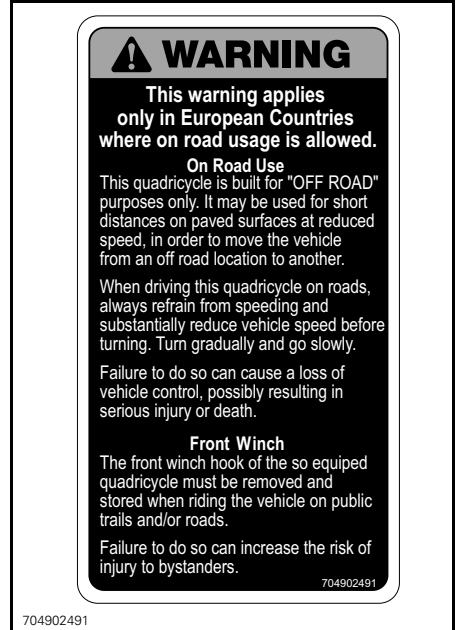 WARNING
This warning applies
only in European Countries
where on road usage is allowed.
On Road Use
This quadricycle is built for "OFF ROAD"
purposes only. It may be used for short
distances on paved surfaces at reduced
speed, in order to move the vehicle
from an off road location to another.
When driving this quadricycle on roads,
always refrain from speeding and
substantially reduce vehicle speed before
turning. Turn gradually and go slowly.
Failure to do so can cause a loss of
vehicle control, possibly resulting in
serious injury or death.
Front Winch
The front winch hook of the so equiped
quadricycle must be removed and
stored when riding the vehicle on public
trails and/or roads.
Failure to do so can increase the risk of
injury to bystanders.
704902491
704902491